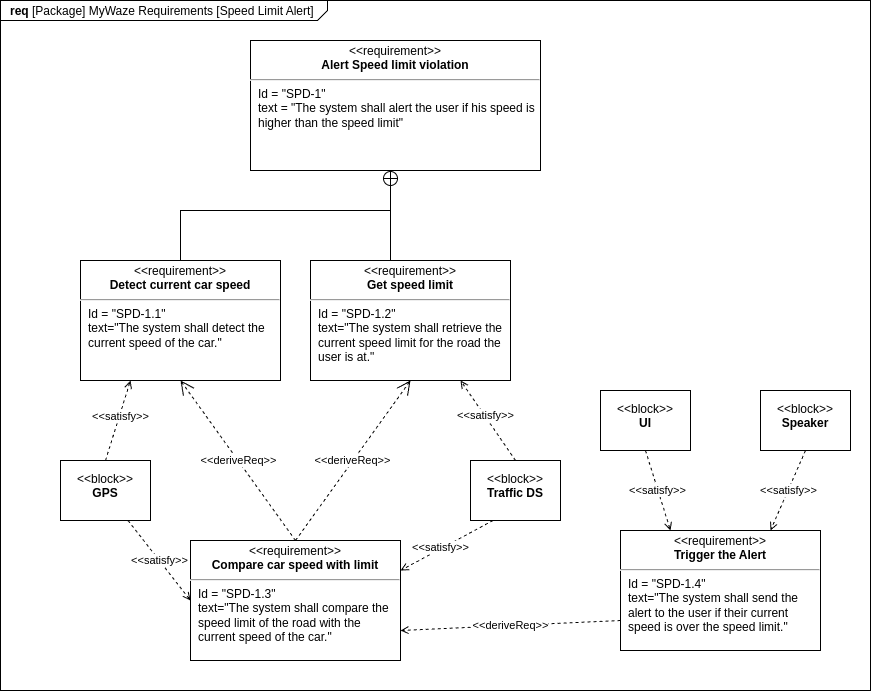 req [Package] MyWaze Requirements [Speed Limit Alert]
<<requirement>>
Alert Speed limit violation
Id = "SPD-1"
text = "The system shall alert the user if his speed is
higher than the speed limit"
<<requirement>>
Detect current car speed
Id = "SPD-1.1"
text="The system shall detect the
current speed of the car."
<<requirement>>
Get speed limit
Id = "SPD-1.2"
text="The system shall retrieve the
current speed limit for the road the
user is at."
<<satisfy>>
<<satisfy>>
<<block>>
UI
<<block>>
Speaker
<<deriveReq>>
<<deriveReq>>
<<block>>
GPS
<<block>>
Traffic DS
<<satisfy>>
<<satisfy>>
<<satisfy>>
<<satisfy>>
<<requirement>>
Compare car speed with limit
Id = "SPD-1.3"
text="The system shall compare the
speed limit of the road with the
current speed of the car."
<<requirement>>
Trigger the Alert
Id = "SPD-1.4"
text="The system shall send the
alert to the user if their current
speed is over the speed limit."
<<deriveReq>>